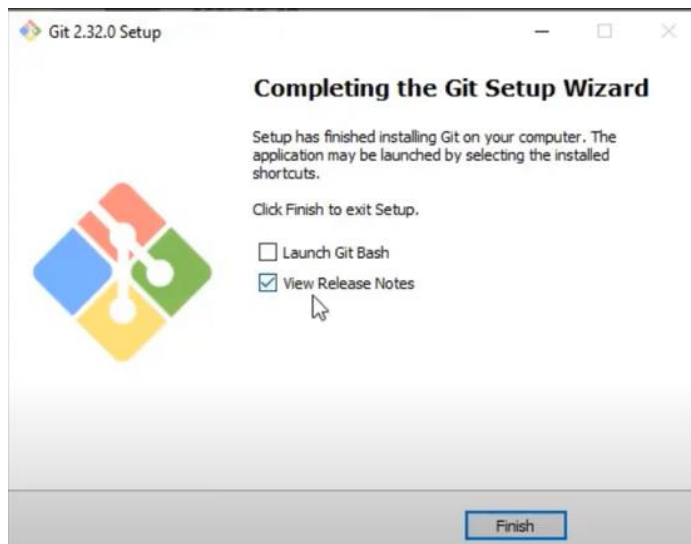 Git 2.32.0 Setup
Completing the Git Setup Wizard
Setup has finished installing Git on your computer. The
application may be launched by selecting the installed
shortcuts.
Click Finish to exit Setup.
Launch Git Bash
View Release Notes
Finish